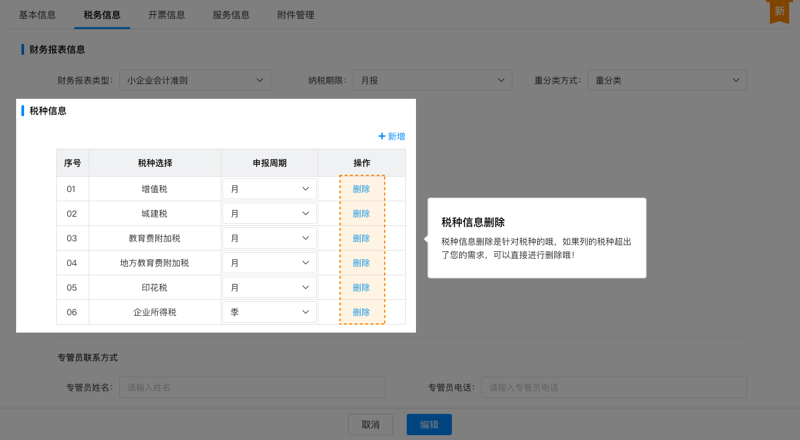 基本信息 税务信息 开票信息 服务信息 附件管理 新
财务报表信息
财务报表类型: 小企业会计准则 纳税期限: 月报 重分类方式: 重分类
税种信息
+ 新增
序号 税种选择 申报周期 操作
01 增值税 月 删除
02 城建税 月 删除
03 教育费附加税 月 删除
04 地方教育费附加税 月 删除
05 印花税 月 删除
06 企业所得税 季 删除
税种信息删除
税种信息删除是针对税种的哦，如果列的税种超出
了您的需求，可以直接进行删除哦！
专管员联系方式
专管员姓名: 请输入姓名 专管员电话: 请输入专管员电话
取消 编辑